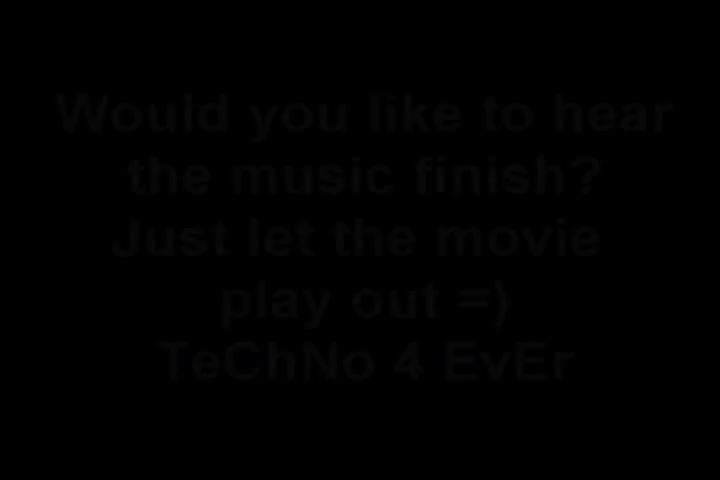 Would you like to hear
the music finish?
Just let the movie
play out =)
TeChNo 4 EvEr